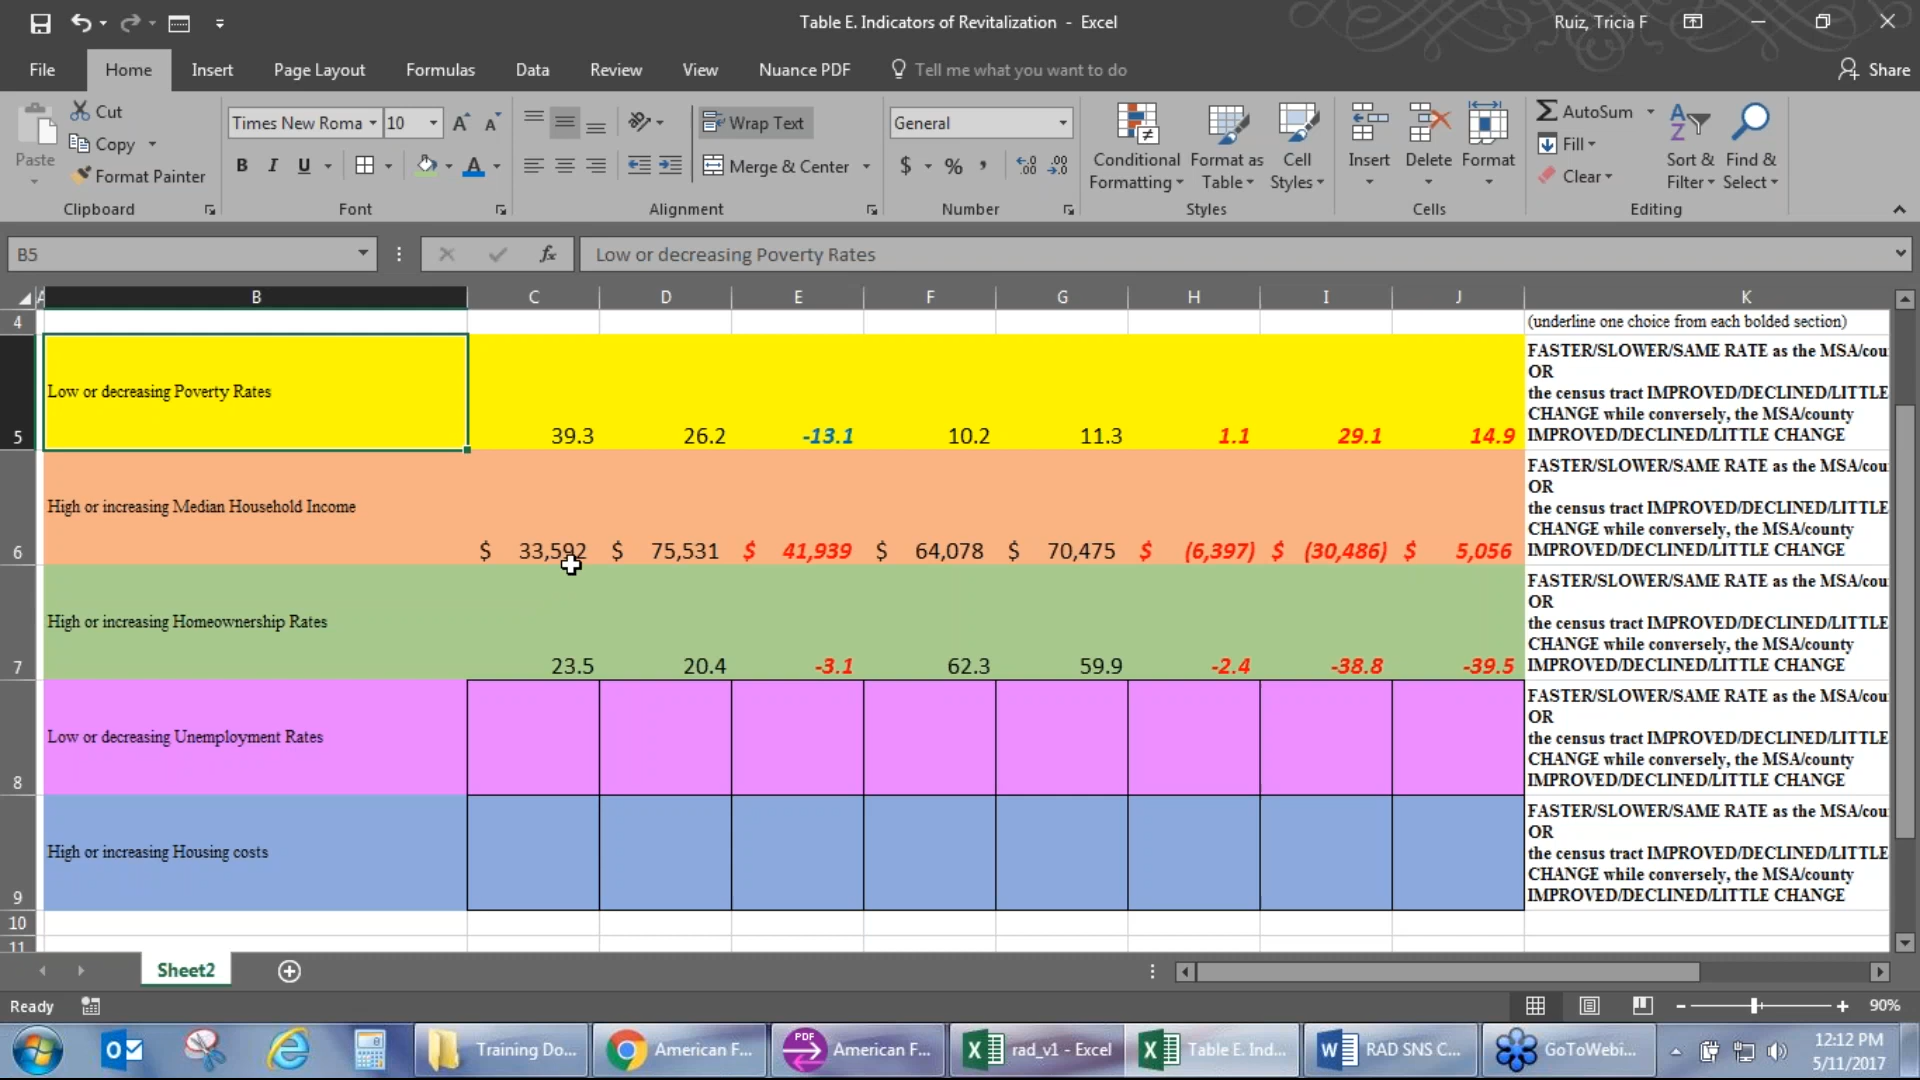 Table E. Indicators of Revitalization - Excel
Ruiz, Tricia F
File Home Insert Page Layout Formulas Data Review View Nuance PDF Tell me what you want to do Share
Paste
Cut
Copy
Format Painter
Clipboard
Times New Roma 10
B I U A
Font
Wrap Text
Merge & Center
Alignment
General
$ % ,
Number
Conditional Formatting
Format as Table
Cell Styles
Styles
Insert Delete Format
Cells
AutoSum
Fill
Clear
Sort & Filter
Find & Select
Editing
B5 fx Low or decreasing Poverty Rates
A B C D E F G H I J K
4 (underline one choice from each bolded section)
5 Low or decreasing Poverty Rates 39.3 26.2 -13.1 10.2 11.3 1.1 29.1 14.9
FASTER/SLOWER/SAME RATE as the MSA/cou
OR
the census tract IMPROVED/DECLINED/LITTLE
CHANGE while conversely, the MSA/county
IMPROVED/DECLINED/LITTLE CHANGE
6 High or increasing Median Household Income $ 33,592 $ 75,531 $ 41,939 $ 64,078 $ 70,475 $ (6,397) $ (30,486) $ 5,056
FASTER/SLOWER/SAME RATE as the MSA/cou
OR
the census tract IMPROVED/DECLINED/LITTLE
CHANGE while conversely, the MSA/county
IMPROVED/DECLINED/LITTLE CHANGE
7 High or increasing Homeownership Rates 23.5 20.4 -3.1 62.3 59.9 -2.4 -38.8 -39.5
FASTER/SLOWER/SAME RATE as the MSA/cou
OR
the census tract IMPROVED/DECLINED/LITTLE
CHANGE while conversely, the MSA/county
IMPROVED/DECLINED/LITTLE CHANGE
8 Low or decreasing Unemployment Rates
FASTER/SLOWER/SAME RATE as the MSA/cou
OR
the census tract IMPROVED/DECLINED/LITTLE
CHANGE while conversely, the MSA/county
IMPROVED/DECLINED/LITTLE CHANGE
9 High or increasing Housing costs
FASTER/SLOWER/SAME RATE as the MSA/cou
OR
the census tract IMPROVED/DECLINED/LITTLE
CHANGE while conversely, the MSA/county
IMPROVED/DECLINED/LITTLE CHANGE
10
11
Sheet2
Ready 90%
Training Do... American F... PDF American F... rad_v1 - Excel Table E. Ind... RAD SNS C... GoToWebi...
12:12 PM
5/11/2017